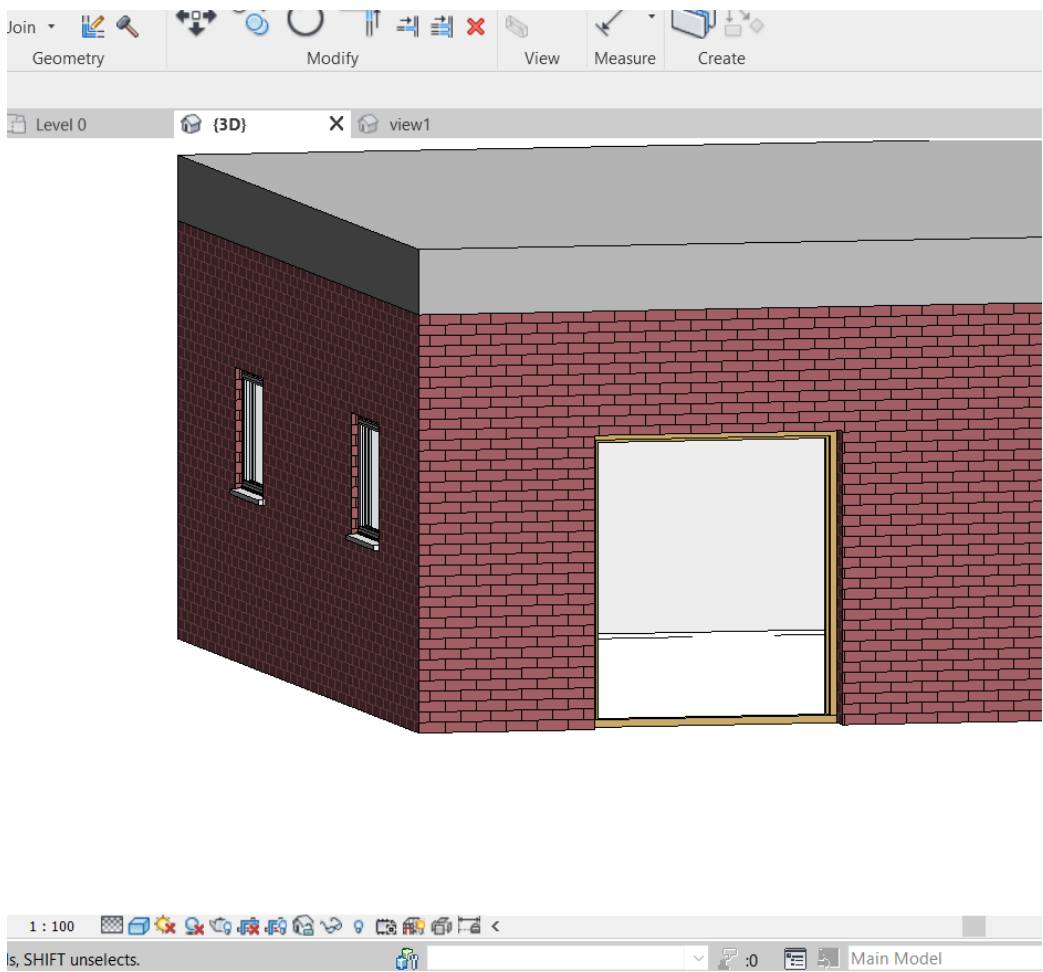 Join
Geometry Modify View Measure Create
Level 0 {3D} view1
1 : 100
ls, SHIFT unselects. :0 Main Model